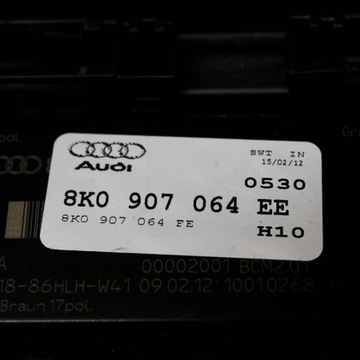 17pol.
Audi
SWT IN
15/02/12
0530
8K0 907 064 EE
8K0 907 064 FE
H10
00002001 BCM2.01
18-86HLH-W41 09.02.12 10010268
Braun 17pol.